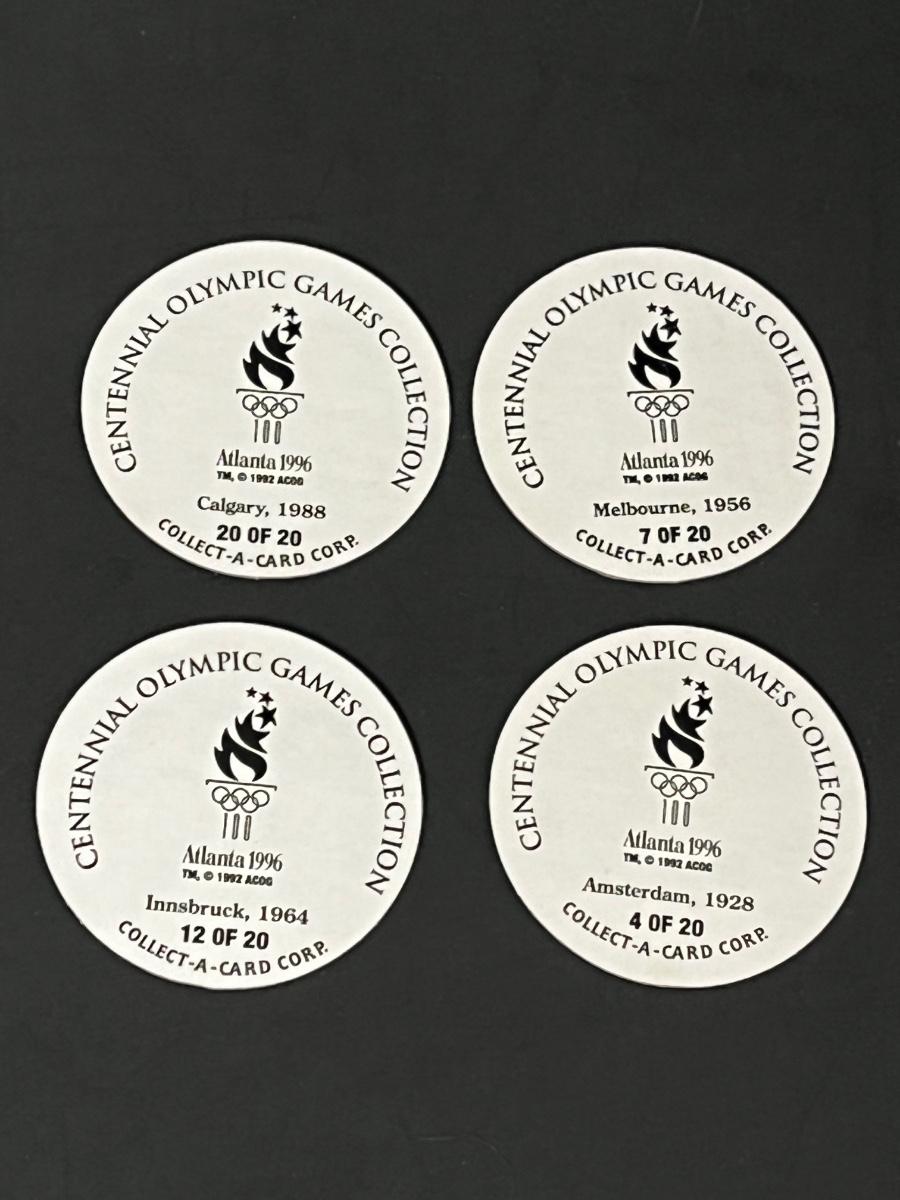 CENTENNIAL OLYMPIC GAMES COLLECTION
Atlanta 1996
TM, © 1992 ACOG
Calgary, 1988
20 OF 20
COLLECT-A-CARD CORP.
CENTENNIAL OLYMPIC GAMES COLLECTION
Atlanta 1996
TM, © 1992 ACOG
Melbourne, 1956
7 OF 20
COLLECT-A-CARD CORP.
CENTENNIAL OLYMPIC GAMES COLLECTION
Atlanta 1996
TM, © 1992 ACOG
Innsbruck, 1964
12 OF 20
COLLECT-A-CARD CORP.
CENTENNIAL OLYMPIC GAMES COLLECTION
Atlanta 1996
TM, © 1992 ACOG
Amsterdam, 1928
4 OF 20
COLLECT-A-CARD CORP.